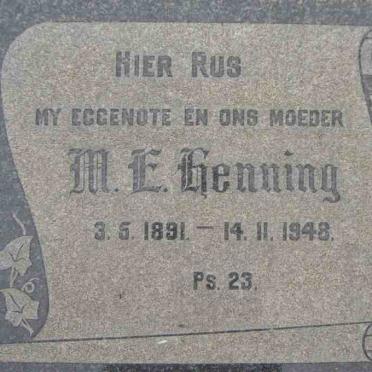 HIER RUS
MY EGGENOTE EN ONS MOEDER
M. E. Henning
3. 5. 1891. – 14. 11. 1948.
Ps. 23.